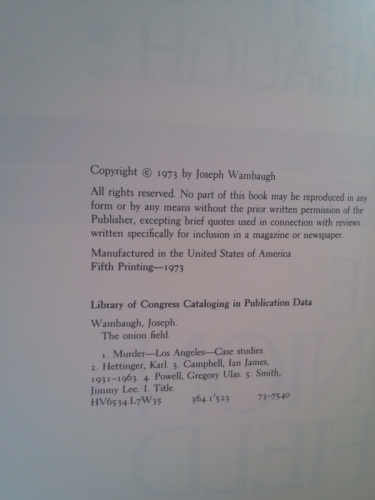 Copyright © 1973 by Joseph Wambaugh
All rights reserved. No part of this book may be reproduced in any
form or by any means without the prior written permission of the
Publisher, excepting brief quotes used in connection with reviews
written specifically for inclusion in a magazine or newspaper.
Manufactured in the United States of America
Fifth Printing—1973
Library of Congress Cataloging in Publication Data
Wambaugh, Joseph.
The onion field.
1. Murder—Los Angeles—Case studies.
2. Hettinger, Karl. 3. Campbell, Ian James,
1931-1963. 4. Powell, Gregory Ulas. 5. Smith,
Jimmy Lee. I. Title.
HV6534.L7W35 364.1'523 73-7540